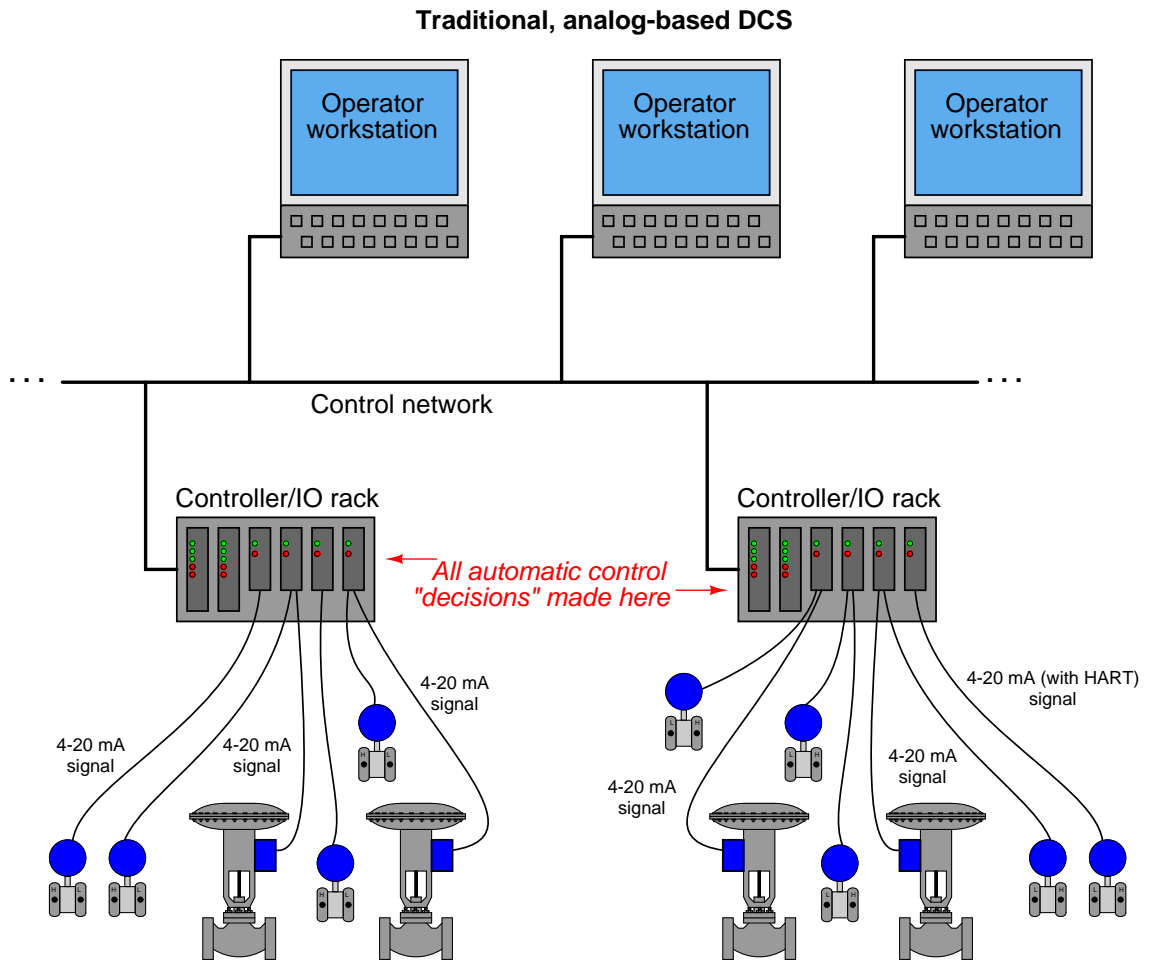 Traditional, analog-based DCS
Operator
workstation
Operator
workstation
Operator
workstation
. . .
. . .
Control network
Controller/IO rack
Controller/IO rack
All automatic control
"decisions" made here
4-20 mA
signal
4-20 mA
signal
4-20 mA
signal
4-20 mA (with HART)
signal
4-20 mA
signal
4-20 mA
signal
L H
L H
H L
H L
H L
H L
H L
L H
L H